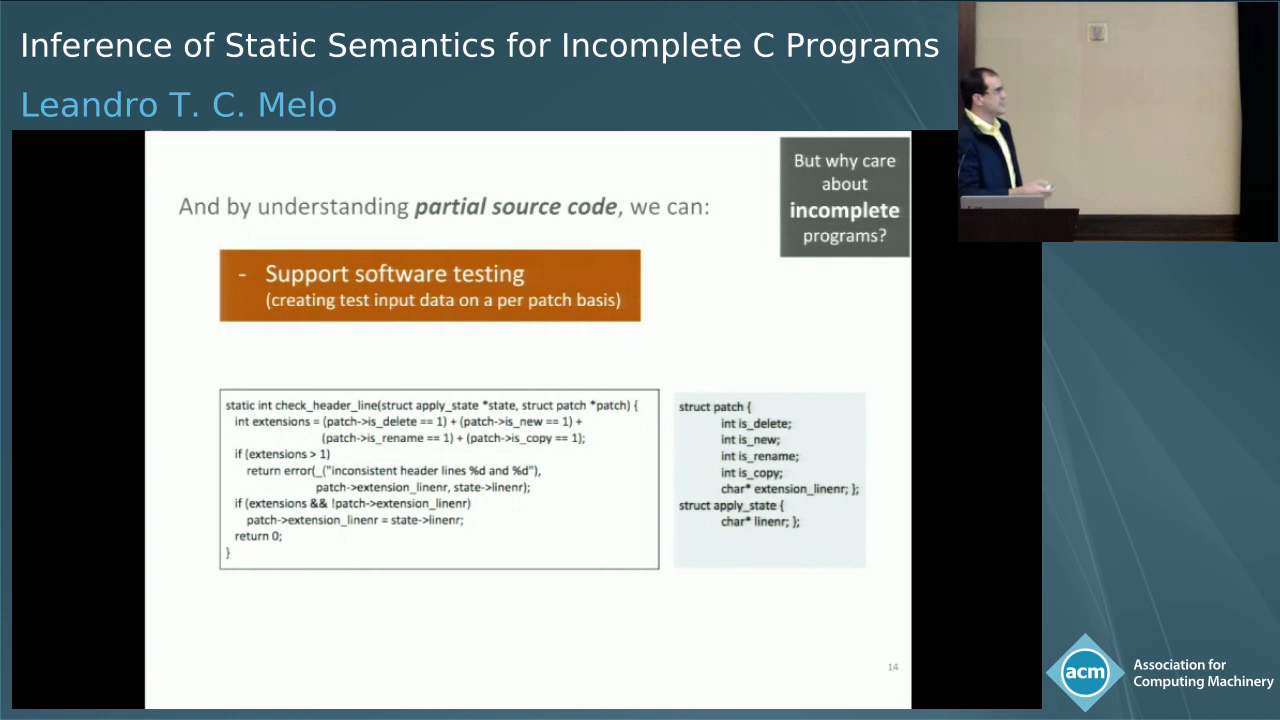 Inference of Static Semantics for Incomplete C Programs
Leandro T. C. Melo
But why care
about
incomplete
programs?
And by understanding partial source code, we can:
- Support software testing
(creating test input data on a per patch basis)
static int check_header_line(struct apply_state *state, struct patch *patch) {
int extensions = (patch->is_delete == 1) + (patch->is_new == 1) +
(patch->is_rename == 1) + (patch->is_copy == 1);
if (extensions > 1)
return error(_("inconsistent header lines %d and %d"),
patch->extension_linenr, state->linenr);
if (extensions && !patch->extension_linenr)
patch->extension_linenr = state->linenr;
return 0;
}
struct patch {
int is_delete;
int is_new;
int is_rename;
int is_copy;
char* extension_linenr; };
struct apply_state {
char* linenr; };
14
acm
Association for
Computing Machinery